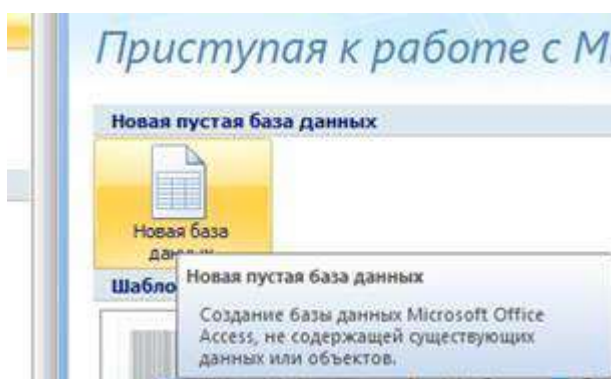 Приступая к работе с M
Новая пустая база данных
Новая база
данных
Шабло
Новая пустая база данных
Создание базы данных Microsoft Office
Access, не содержащей существующих
данных или объектов.